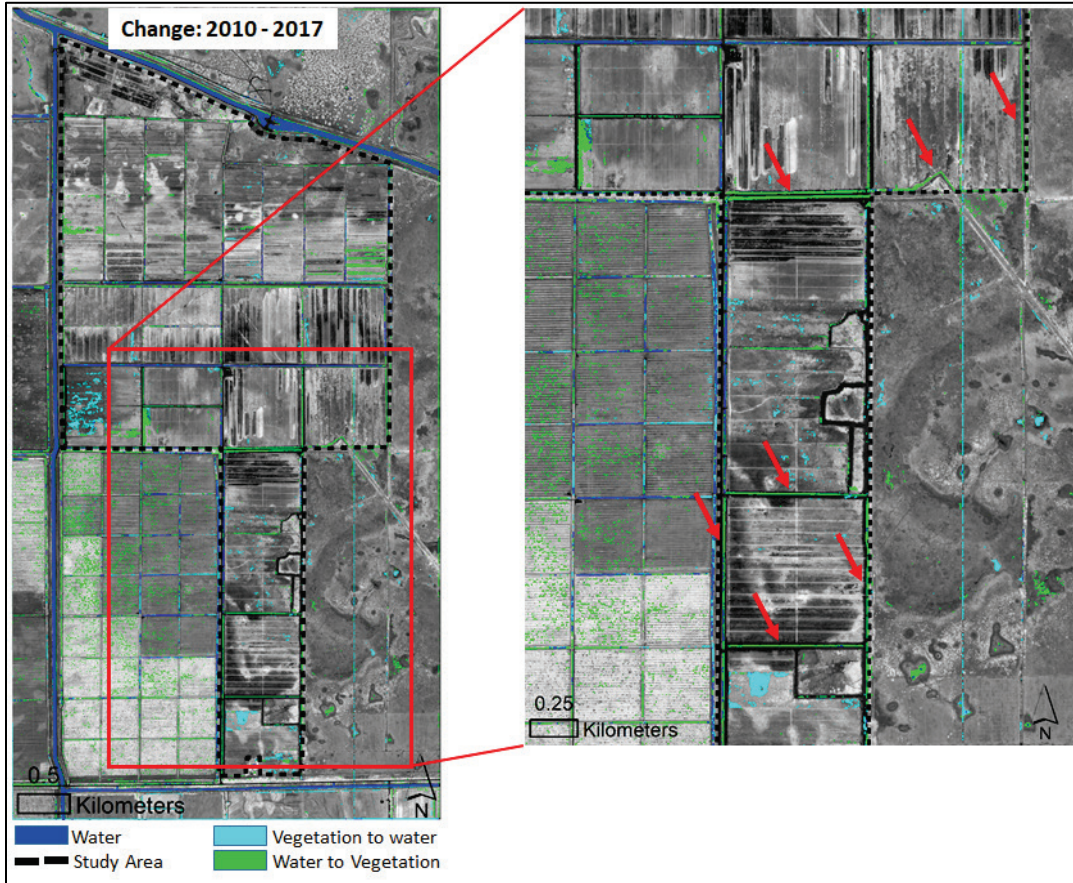 Change: 2010 - 2017
0.5
Kilometers
N
0.25
Kilometers
N
Water
Vegetation to water
Study Area
Water to Vegetation